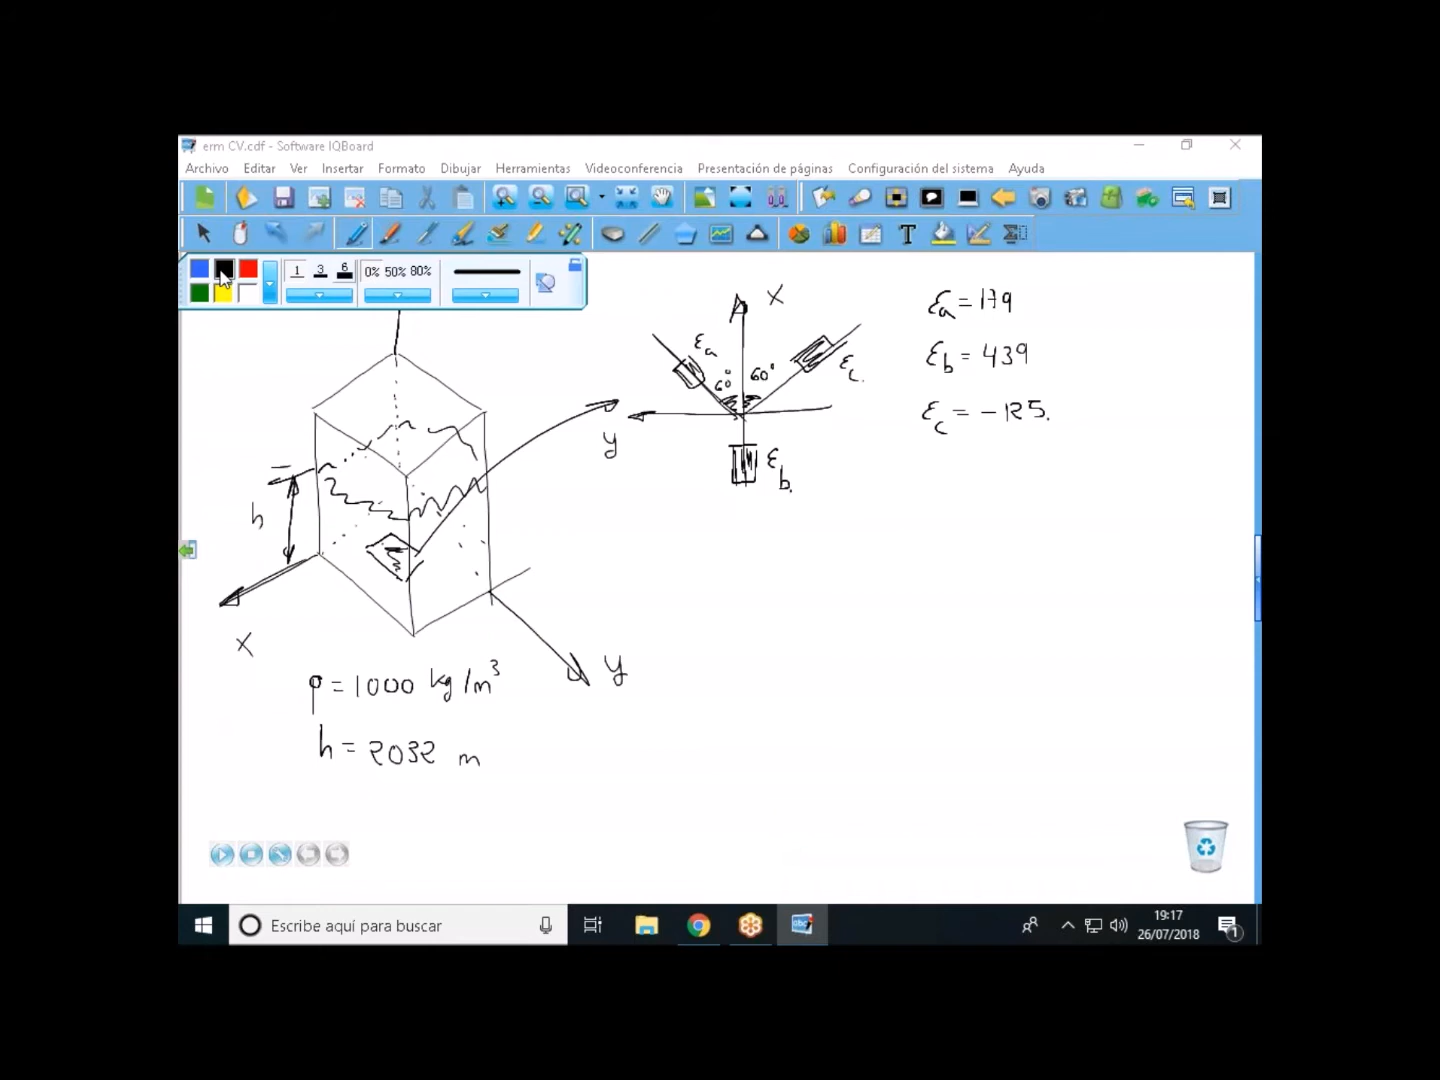 erm CV.cdf - Software IQBoard
Archivo Editar Ver Insertar Formato Dibujar Herramientas Videoconferencia Presentación de páginas Configuración del sistema Ayuda
1 3 6 0% 50% 80%
X
εa
60°
60°
εc.
y
εb.
εa = 179
εb = 439
εc = -125.
h
X
y
ρ = 1000 kg/m³
h = 2032 m
Escribe aquí para buscar
19:17
26/07/2018
1